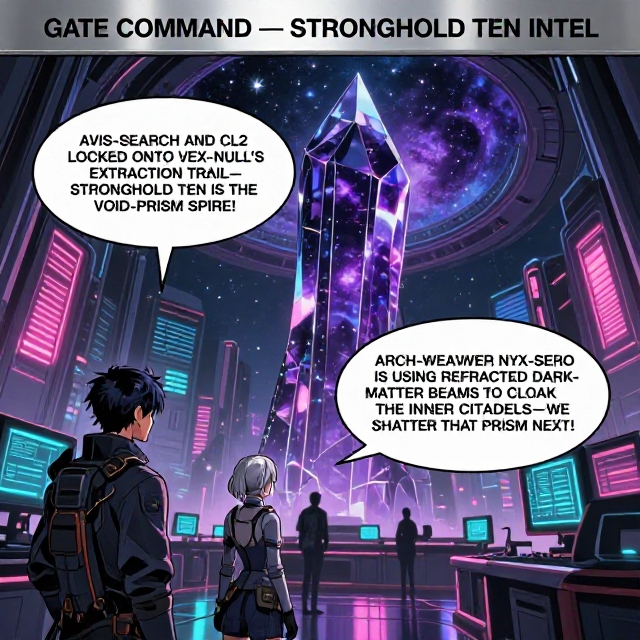 GATE COMMAND — STRONGHOLD TEN INTEL
AVIS-SEARCH AND CL2
LOCKED ONTO VEX-NULL'S
EXTRACTION TRAIL—
STRONGHOLD TEN IS THE
VOID-PRISM SPIRE!
ARCH-WEAWER NYX-SERO
IS USING REFRACTED DARK-
MATTER BEAMS TO CLOAK
THE INNER CITADELS—WE
SHATTER THAT PRISM NEXT!